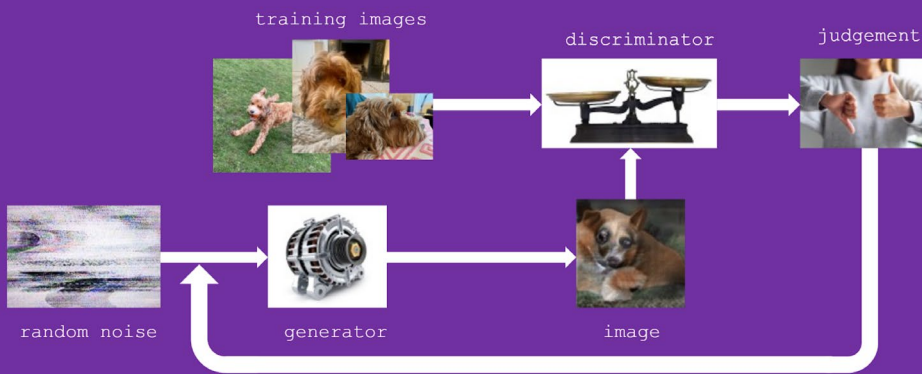 training images
discriminator
judgement
random noise
generator
image